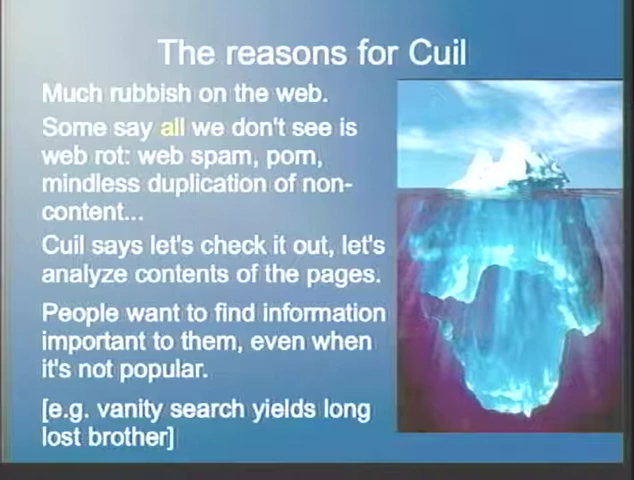 The reasons for Cuil
Much rubbish on the web.
Some say all we don't see is
web rot: web spam, porn,
mindless duplication of non-
content...
Cuil says let's check it out, let's
analyze contents of the pages.
People want to find information
important to them, even when
it's not popular.
[e.g. vanity search yields long
lost brother]